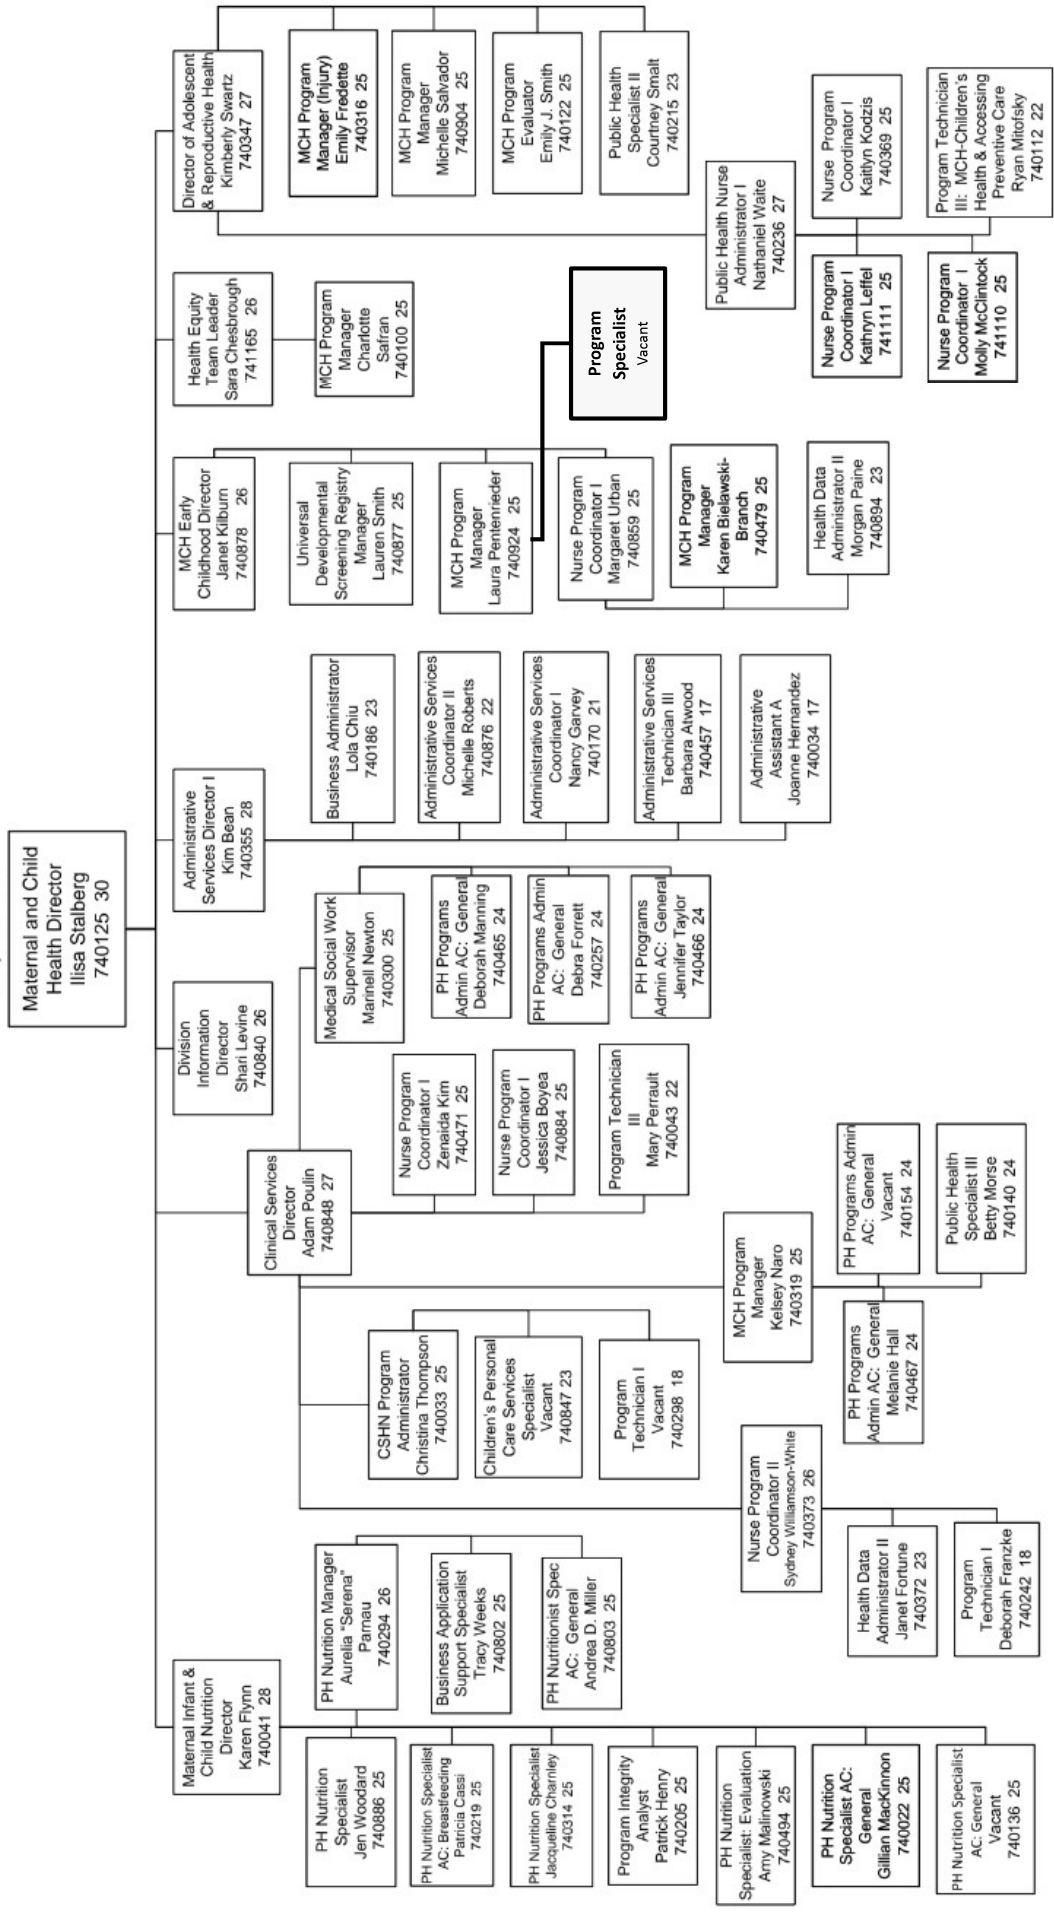 Maternal and Child
Health Director
Ilisa Stalberg
740125 30
Maternal Infant &
Child Nutrition
Director
Karen Flynn
740041 28
PH Nutrition Manager
Aurelia "Serena"
Parnau
740294 26
Business Application
Support Specialist
Tracy Weeks
740802 25
PH Nutritionist Spec
AC: General
Andrea D. Miller
740803 25
PH Nutrition
Specialist
Jen Woodard
740886 25
PH Nutrition Specialist
AC: Breastfeeding
Patricia Cassi
740219 25
PH Nutrition Specialist
Jacqueline Charnley
740314 25
Program Integrity
Analyst
Patrick Henry
740205 25
PH Nutrition
Specialist: Evaluation
Amy Malinowski
740494 25
PH Nutrition
Specialist AC:
General
Gillian MacKinnon
740022 25
PH Nutrition Specialist
AC: General
Vacant
740136 25
Clinical Services
Director
Adam Poulin
740848 27
CSHN Program
Administrator
Christina Thompson
740033 25
Children's Personal
Care Services
Specialist
Vacant
740847 23
Program
Technician I
Vacant
740298 18
Nurse Program
Coordinator II
Sydney Williamson-White
740373 26
Health Data
Administrator II
Janet Fortune
740372 23
Program
Technician I
Deborah Franzke
740242 18
MCH Program
Manager
Kelsey Naro
740319 25
PH Programs
Admin AC: General
Melanie Hall
740467 24
PH Programs Admin
AC: General
Vacant
740154 24
Public Health
Specialist III
Betty Morse
740140 24
Nurse Program
Coordinator I
Zenaida Kim
740471 25
Nurse Program
Coordinator I
Jessica Boyea
740884 25
Program Technician
III
Mary Perrault
740043 22
Medical Social Work
Supervisor
Marinell Newton
740300 25
PH Programs
Admin AC: General
Deborah Manning
740465 24
PH Programs Admin
AC: General
Debra Forrett
740257 24
PH Programs
Admin AC: General
Jennifer Taylor
740466 24
Division
Information
Director
Shari Levine
740840 26
Administrative
Services Director I
Kim Bean
740355 28
Business Administrator
Lola Chiu
740186 23
Administrative Services
Coordinator II
Michelle Roberts
740876 22
Administrative Services
Coordinator I
Nancy Garvey
740170 21
Administrative Services
Technician III
Barbara Atwood
740457 17
Administrative
Assistant A
Joanne Hernandez
740034 17
MCH Early
Childhood Director
Janet Kilburn
740878 26
Universal
Developmental
Screening Registry
Manager
Lauren Smith
740877 25
MCH Program
Manager
Laura Pentenrieder
740924 25
Nurse Program
Coordinator I
Margaret Urban
740859 25
MCH Program
Manager
Karen Bielawski-
Branch
740479 25
Health Data
Administrator II
Morgan Paine
740894 23
Program
Specialist
Vacant
Health Equity
Team Leader
Sara Chesbrough
741165 26
MCH Program
Manager
Charlotte
Safran
740100 25
Director of Adolescent
& Reproductive Health
Kimberly Swartz
740347 27
MCH Program
Manager (Injury)
Emily Fredette
740316 25
MCH Program
Manager
Michelle Salvador
740904 25
MCH Program
Evaluator
Emily J. Smith
740122 25
Public Health
Specialist II
Courtney Smalt
740215 23
Public Health Nurse
Administrator I
Nathaniel Waite
740236 27
Nurse Program
Coordinator I
Kathryn Leffel
741111 25
Nurse Program
Coordinator I
Kaitlyn Kodzis
740369 25
Nurse Program
Coordinator I
Molly McClintock
741110 25
Program Technician
III: MCH-Children's
Health & Accessing
Preventive Care
Ryan Mitofsky
740112 22